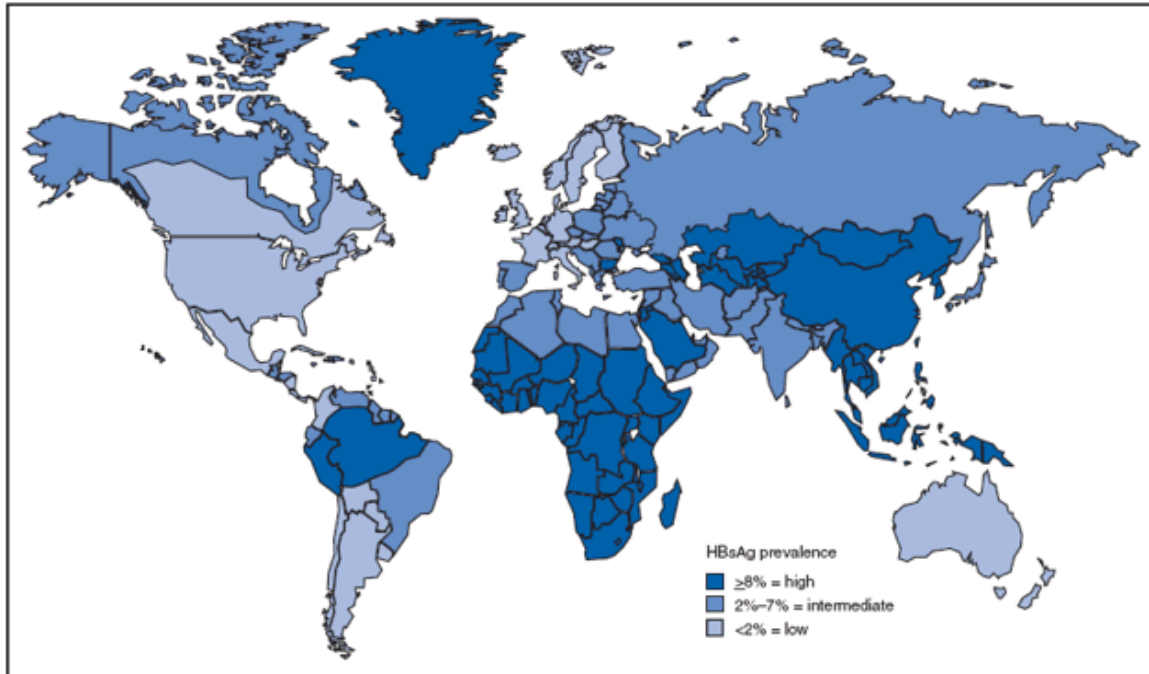 HBsAg prevalence
≥8% = high
2%–7% = intermediate
<2% = low